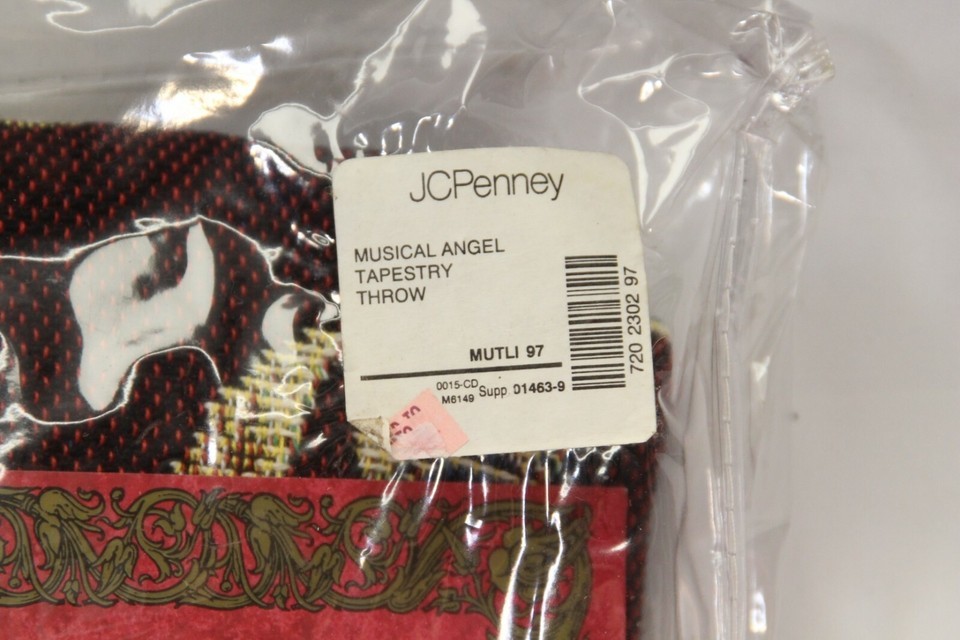 JCPenney
MUSICAL ANGEL
TAPESTRY
THROW
MUTLI 97
0015-CD
M6149
Supp 01463-9
720 2302 97